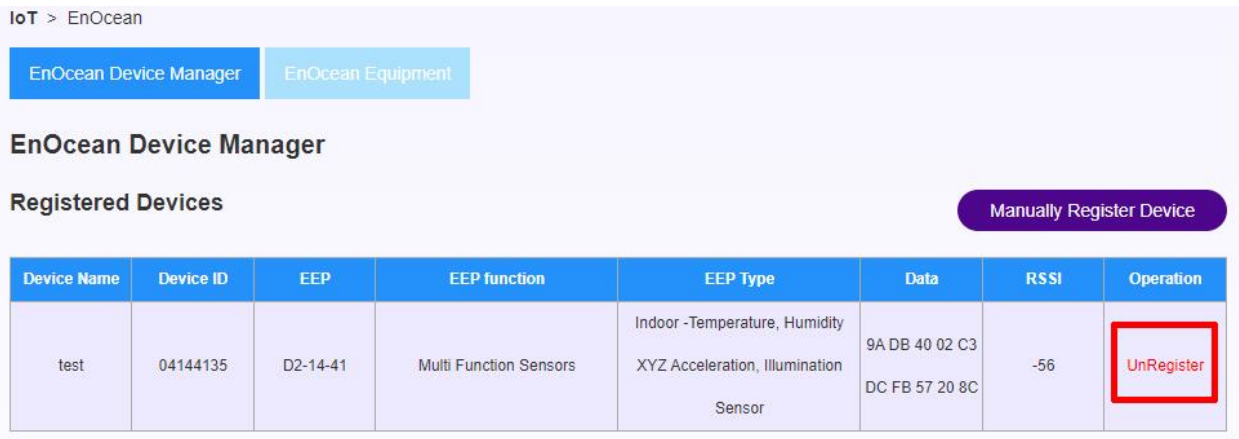 IoT > EnOcean
EnOcean Device Manager EnOcean Equipment
EnOcean Device Manager
Registered Devices
Manually Register Device
Device Name Device ID EEP EEP function EEP Type Data RSSI Operation
test 04144135 D2-14-41 Multi Function Sensors
Indoor -Temperature, Humidity
XYZ Acceleration, Illumination
Sensor
9A DB 40 02 C3
DC FB 57 20 8C
-56 UnRegister